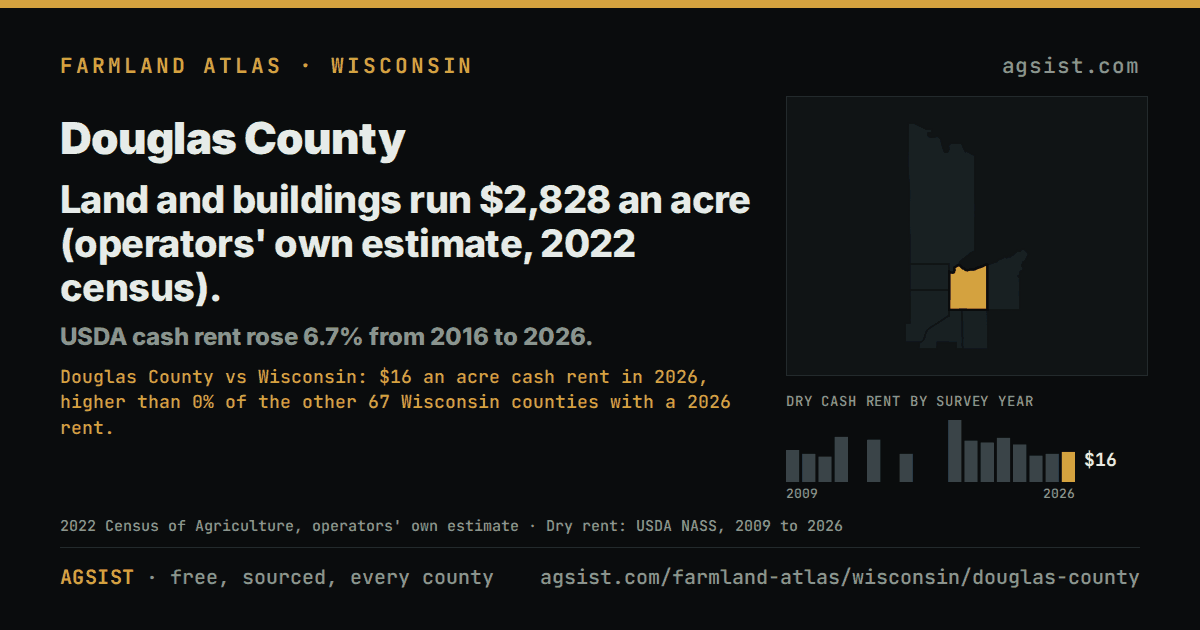 FARMLAND ATLAS · WISCONSIN
agsist.com
Douglas County
Land and buildings run $2,828 an acre
(operators' own estimate, 2022
census).
USDA cash rent rose 6.7% from 2016 to 2026.
Douglas County vs Wisconsin: $16 an acre cash rent in 2026,
higher than 0% of the other 67 Wisconsin counties with a 2026
rent.
DRY CASH RENT BY SURVEY YEAR
$16
2009
2026
2022 Census of Agriculture, operators' own estimate · Dry rent: USDA NASS, 2009 to 2026
AGSIST · free, sourced, every county
agsist.com/farmland-atlas/wisconsin/douglas-county